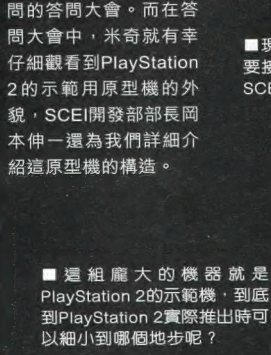 問的答問大會。而在答
問大會中，米奇就有幸
仔細觀看到PlayStation
2的示範用原型機的外
貌，SCEI開發部部長岡
本伸一還為我們詳細介
紹這原型機的構造。
■現
要接
SCEI
■這組龐大的機器就是
PlayStation 2的示範機，到底
到PlayStation 2實際推出時可
以細小到哪個地步呢？